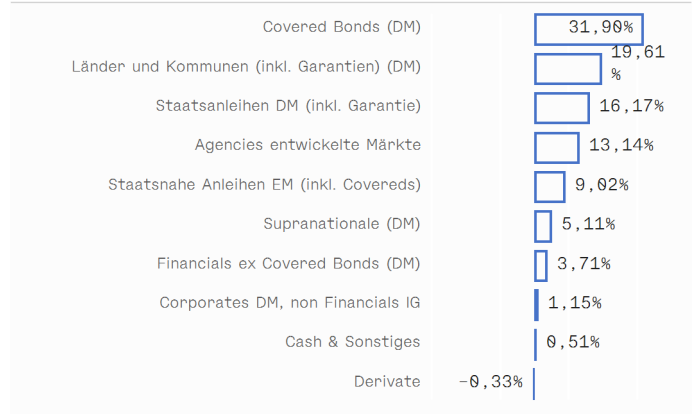 Covered Bonds (DM) 31,90%
Länder und Kommunen (inkl. Garantien) (DM) 19,61
%
Staatsanleihen DM (inkl. Garantie) 16,17%
Agencies entwickelte Märkte 13,14%
Staatsnahe Anleihen EM (inkl. Covereds) 9,02%
Supranationale (DM) 5,11%
Financials ex Covered Bonds (DM) 3,71%
Corporates DM, non Financials IG 1,15%
Cash & Sonstiges 0,51%
Derivate -0,33%